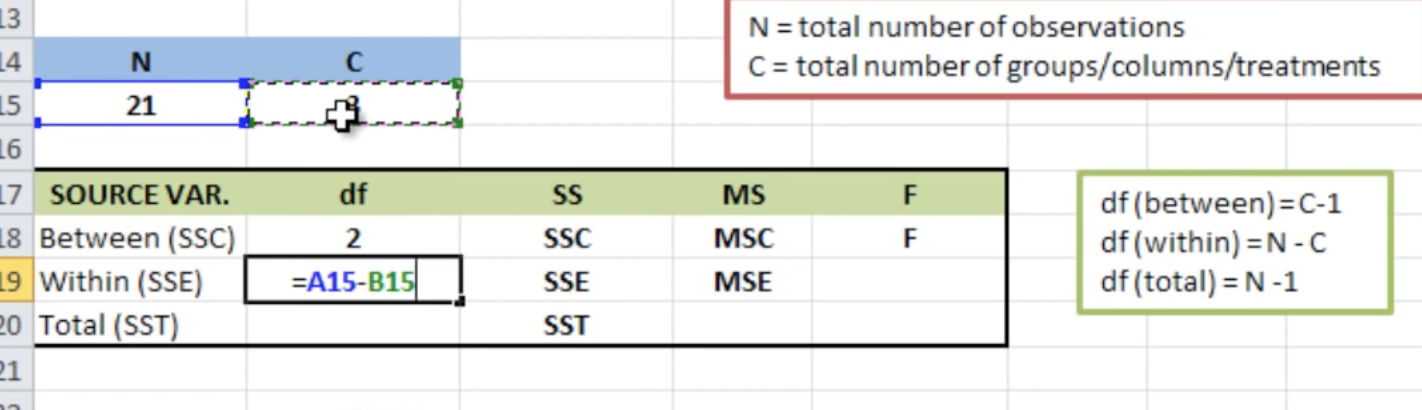 13
N = total number of observations
14 N C
C = total number of groups/columns/treatments
15 21 3
16
17 SOURCE VAR. df SS MS F
18 Between (SSC) 2 SSC MSC F
19 Within (SSE) =A15-B15 SSE MSE
20 Total (SST) SST
21
df (between) = C-1
df (within) = N - C
df (total) = N -1